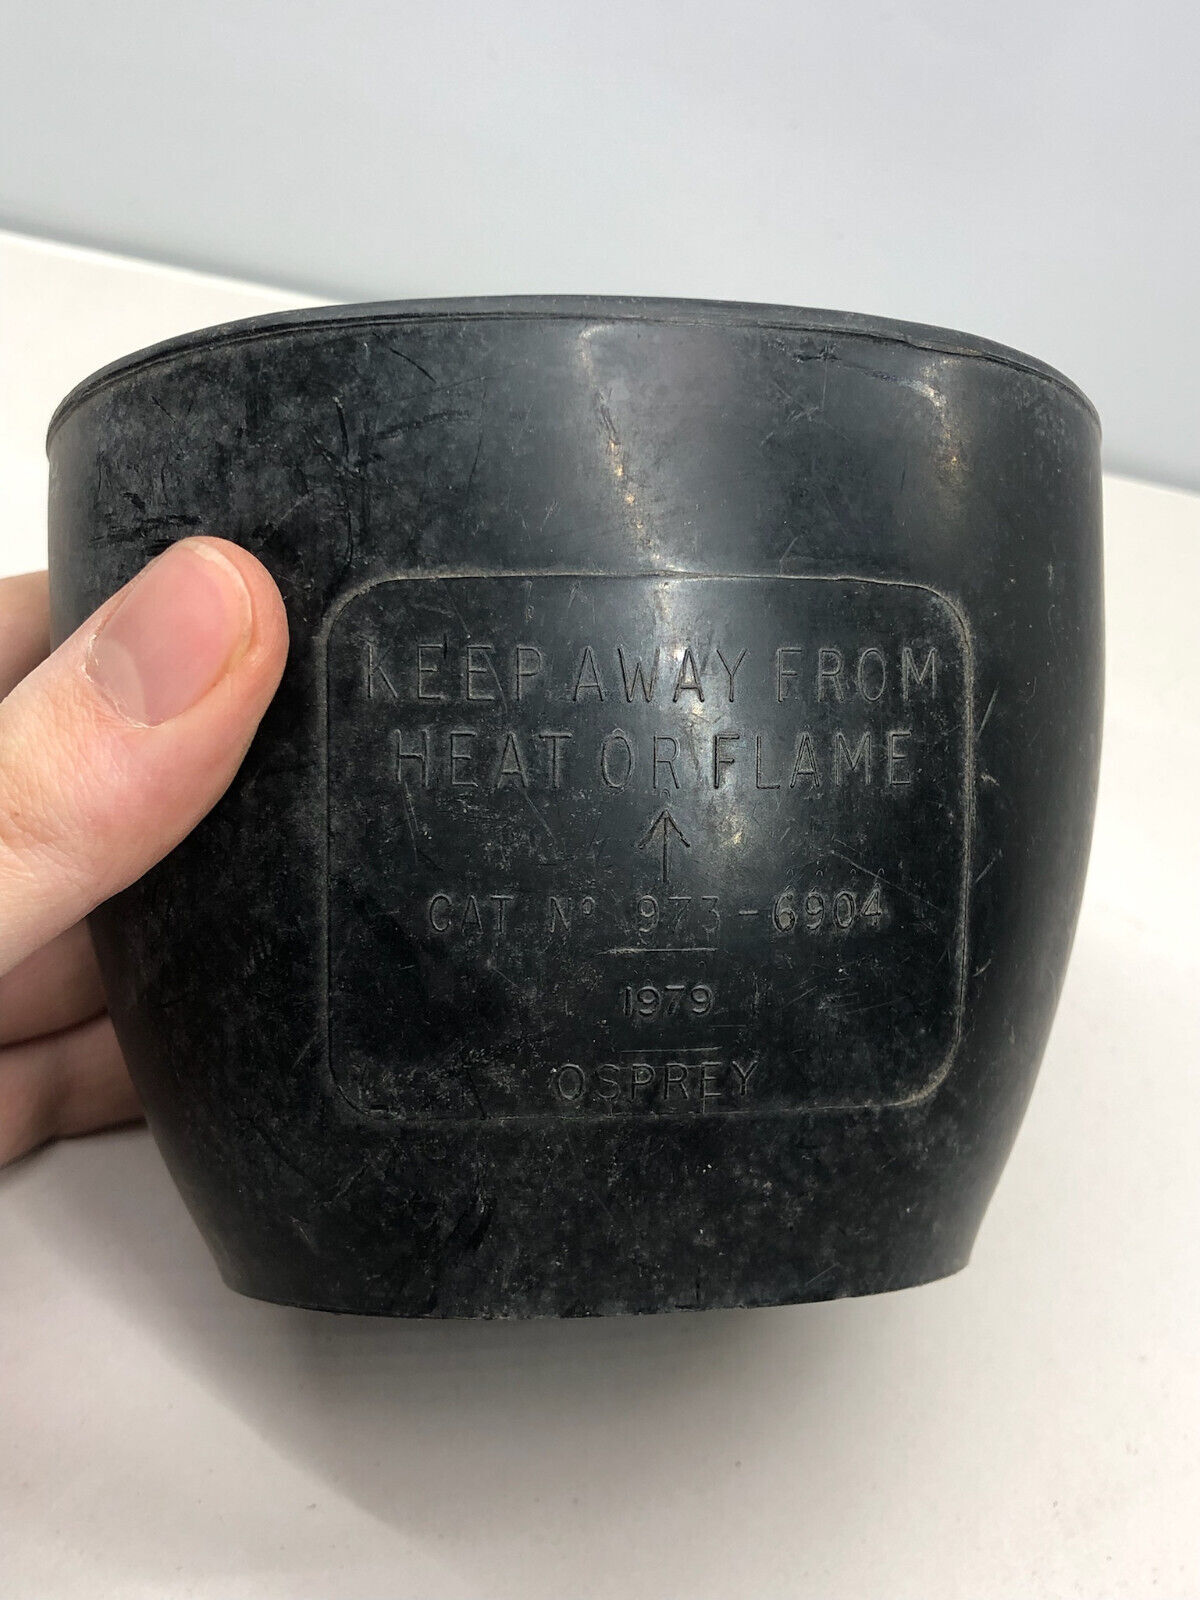 KEEP AWAY FROM
HEAT OR FLAME
↑
CAT. Nº 973-6904
1979
OSPREY